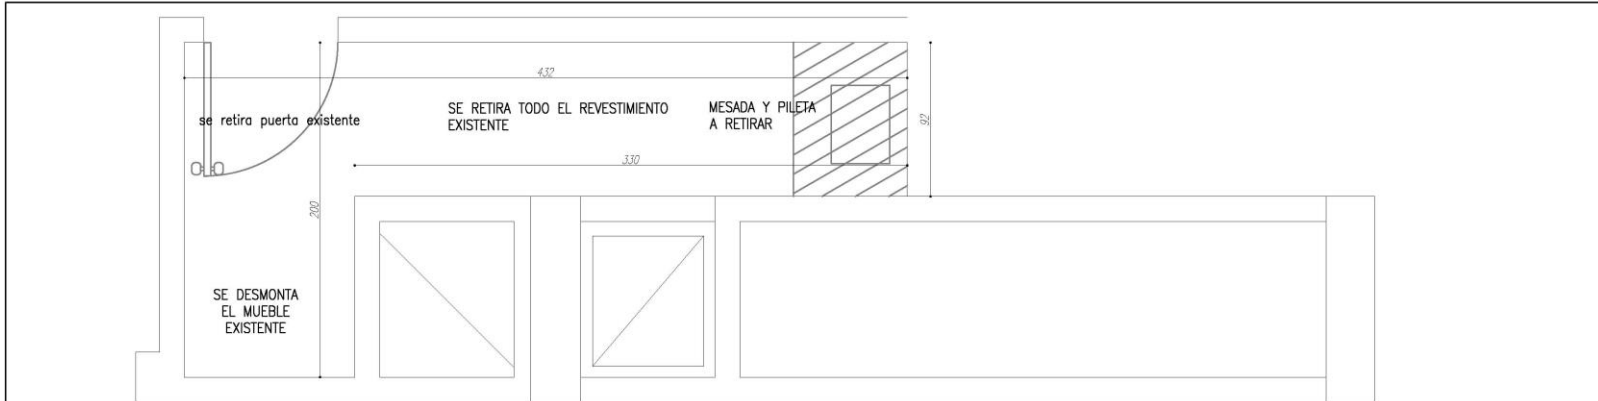 432
se retira puerta existente
SE RETIRA TODO EL REVESTIMIENTO
EXISTENTE
MESADA Y PILETA
A RETIRAR
92
330
200
SE DESMONTA
EL MUEBLE
EXISTENTE